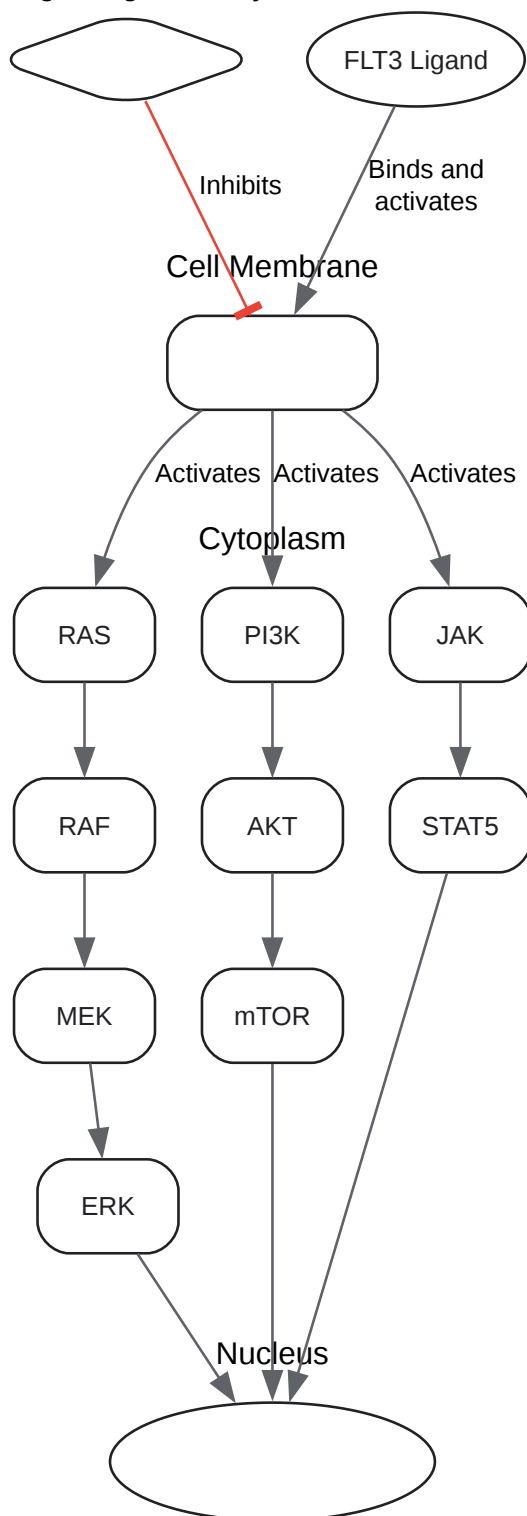 FLT3 Ligand
Inhibits
Binds and
activates
Cell Membrane
Activates
Activates
Activates
Cytoplasm
RAS
PI3K
JAK
RAF
AKT
STAT5
MEK
mTOR
ERK
Nucleus